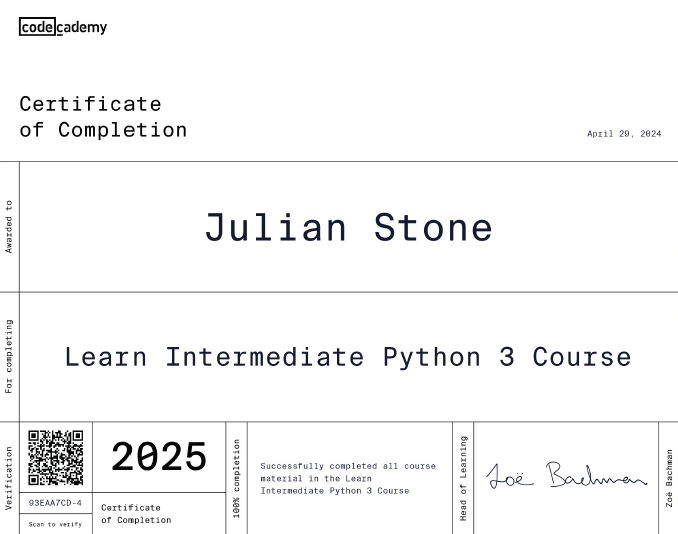 codecademy
Certificate
of Completion
April 29, 2024
Awarded to
Julian Stone
For completing
Learn Intermediate Python 3 Course
Verification
93EAA7CD-4
Scan to verify
2025
Certificate
of Completion
100% completion
Successfully completed all course
material in the Learn
Intermediate Python 3 Course
Head of Learning
Zoë Bachman
Zoë Bachman